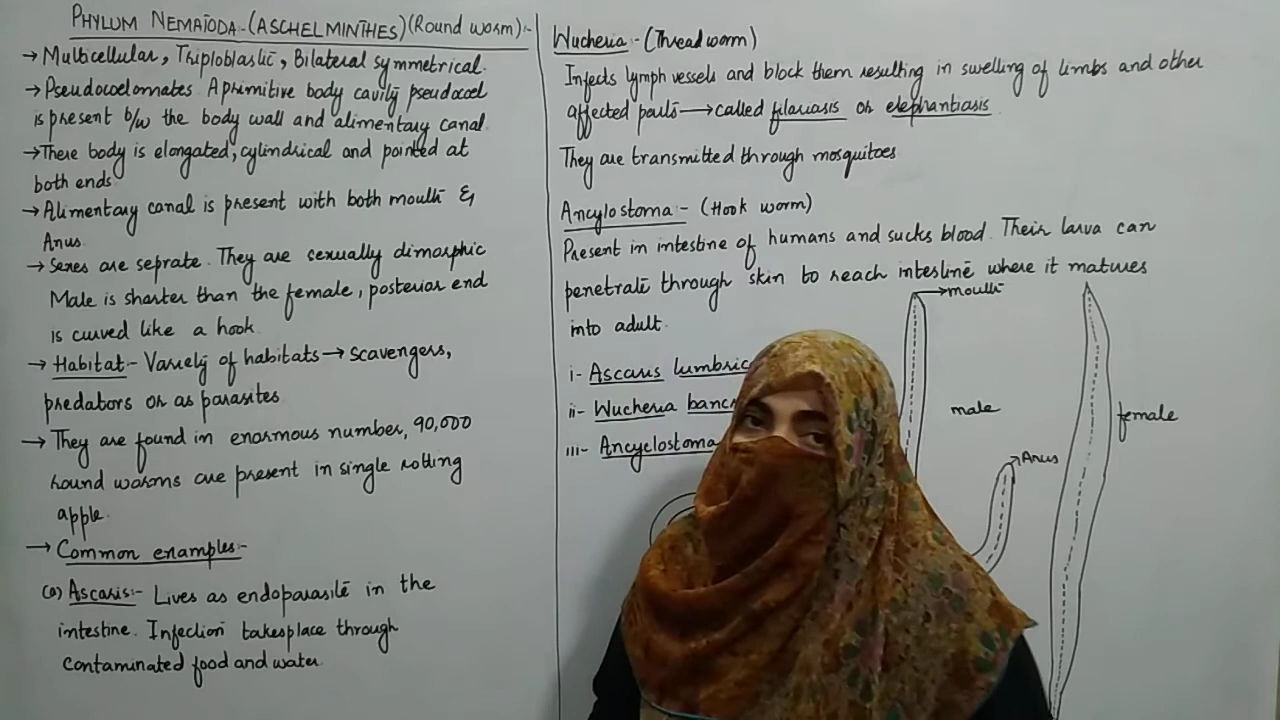 PHYLUM NEMATODA:-(ASCHELMINTHES)(Round worm):-
→ Multicellular, Triploblastic, Bilateral symmetrical.
→ Pseudocoelomates A primitive body cavity pseudocoel
is present b/w the body wall and alimentary canal
→ There body is elongated, cylindrical and pointed at
both ends
→ Alimentary canal is present with both mouth &
Anus.
→ Sexes are seprate. They are sexually dimorphic
Male is sharter than the female, posterior end
is curved like a hook
→ Habitat:- Variety of habitats → scavengers,
predators or as parasites
→ They are found in enormous number, 90,000
round worms are present in single rotting
apple.
→ Common examples:-
(a) Ascaris:- Lives as endoparasite in the
intestine. Infection takesplace through
contaminated food and water
Wucheria:- (Thread worm)
Infects lymph vessels and block them resulting in swelling of limbs and other
affected parts → called filariasis or elephantiasis
They are transmitted through mosquitoes
Ancylostoma:- (Hook worm)
Present in intestine of humans and sucks blood. Their larva can
penetrate through skin to reach intestine where it matures
into adult.
i- Ascaris lumbric
ii- Wucheria banc
iii- Ancyclostoma
→ mouth
male
→ Anus
female